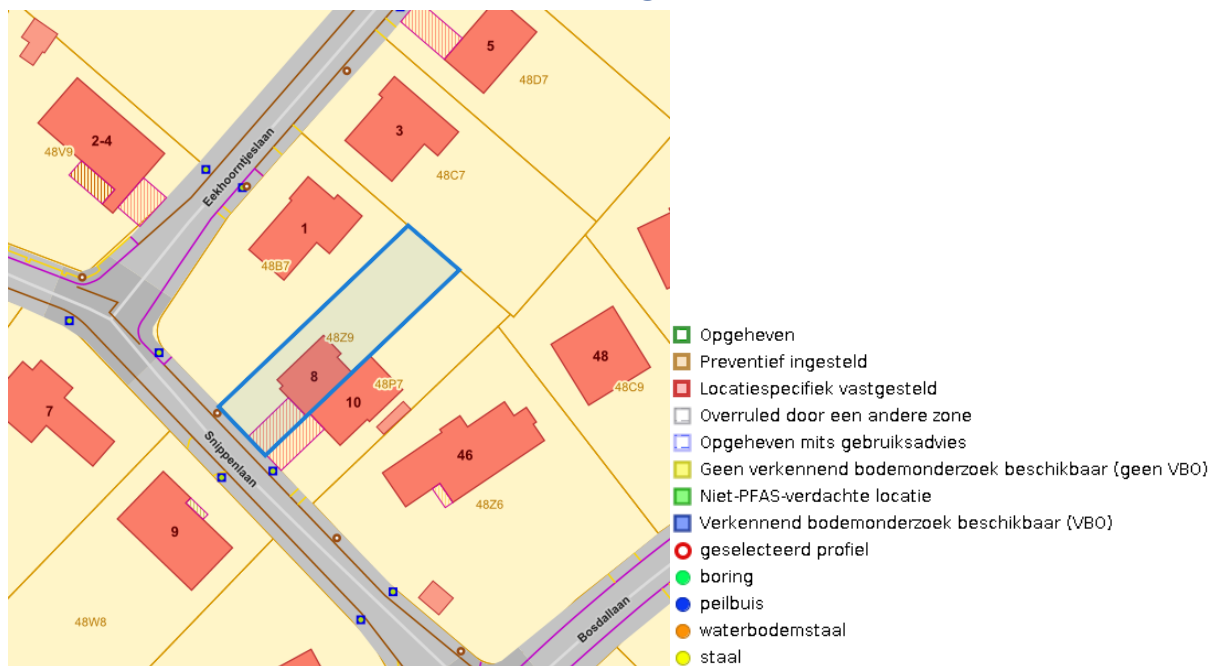 5
48D7
2-4
3
48V9
Eekhoorntjeslaan
48C7
1
48B7
48Z9
8
48P7
48
48C9
10
7
Snippenlaan
46
48Z6
9
48W8
Bosdallaan
Opgeheven
Preventief ingesteld
Locatiespecifiek vastgesteld
Overruled door een andere zone
Opgeheven mits gebruiksadvies
Geen verkennend bodemonderzoek beschikbaar (geen VBO)
Niet-PFAS-verdachte locatie
Verkennend bodemonderzoek beschikbaar (VBO)
geselecteerd profiel
boring
peilbuis
waterbodemstaal
staal